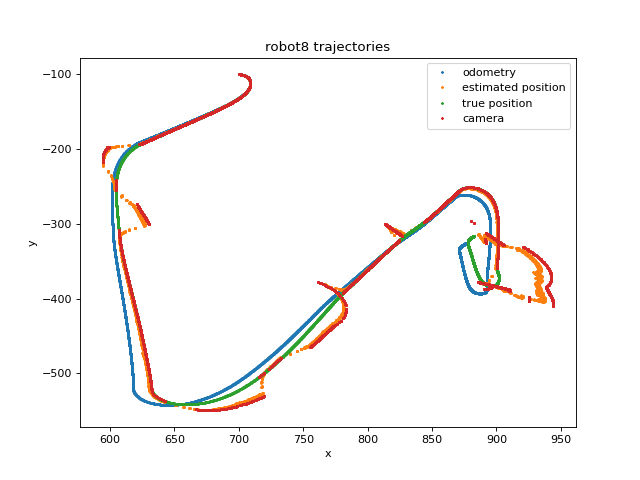 robot8 trajectories
odometry
estimated position
true position
camera
−100
−200
−300
−400
−500
y
600 650 700 750 800 850 900 950
x